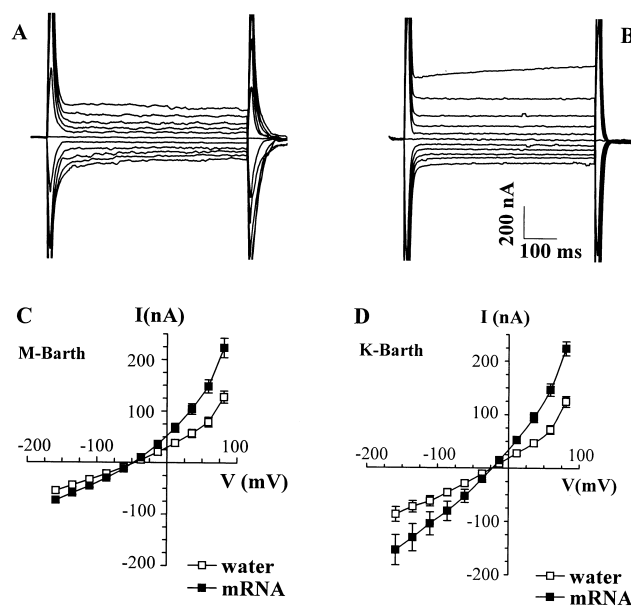 A
B
200 nA
100 ms
C
I(nA)
M-Barth
200
100
-200
-100
100
V (mV)
-100
-200
water
mRNA
D
I (nA)
K-Barth
200
100
-200
-100
100
V(mV)
-100
-200
water
mRNA